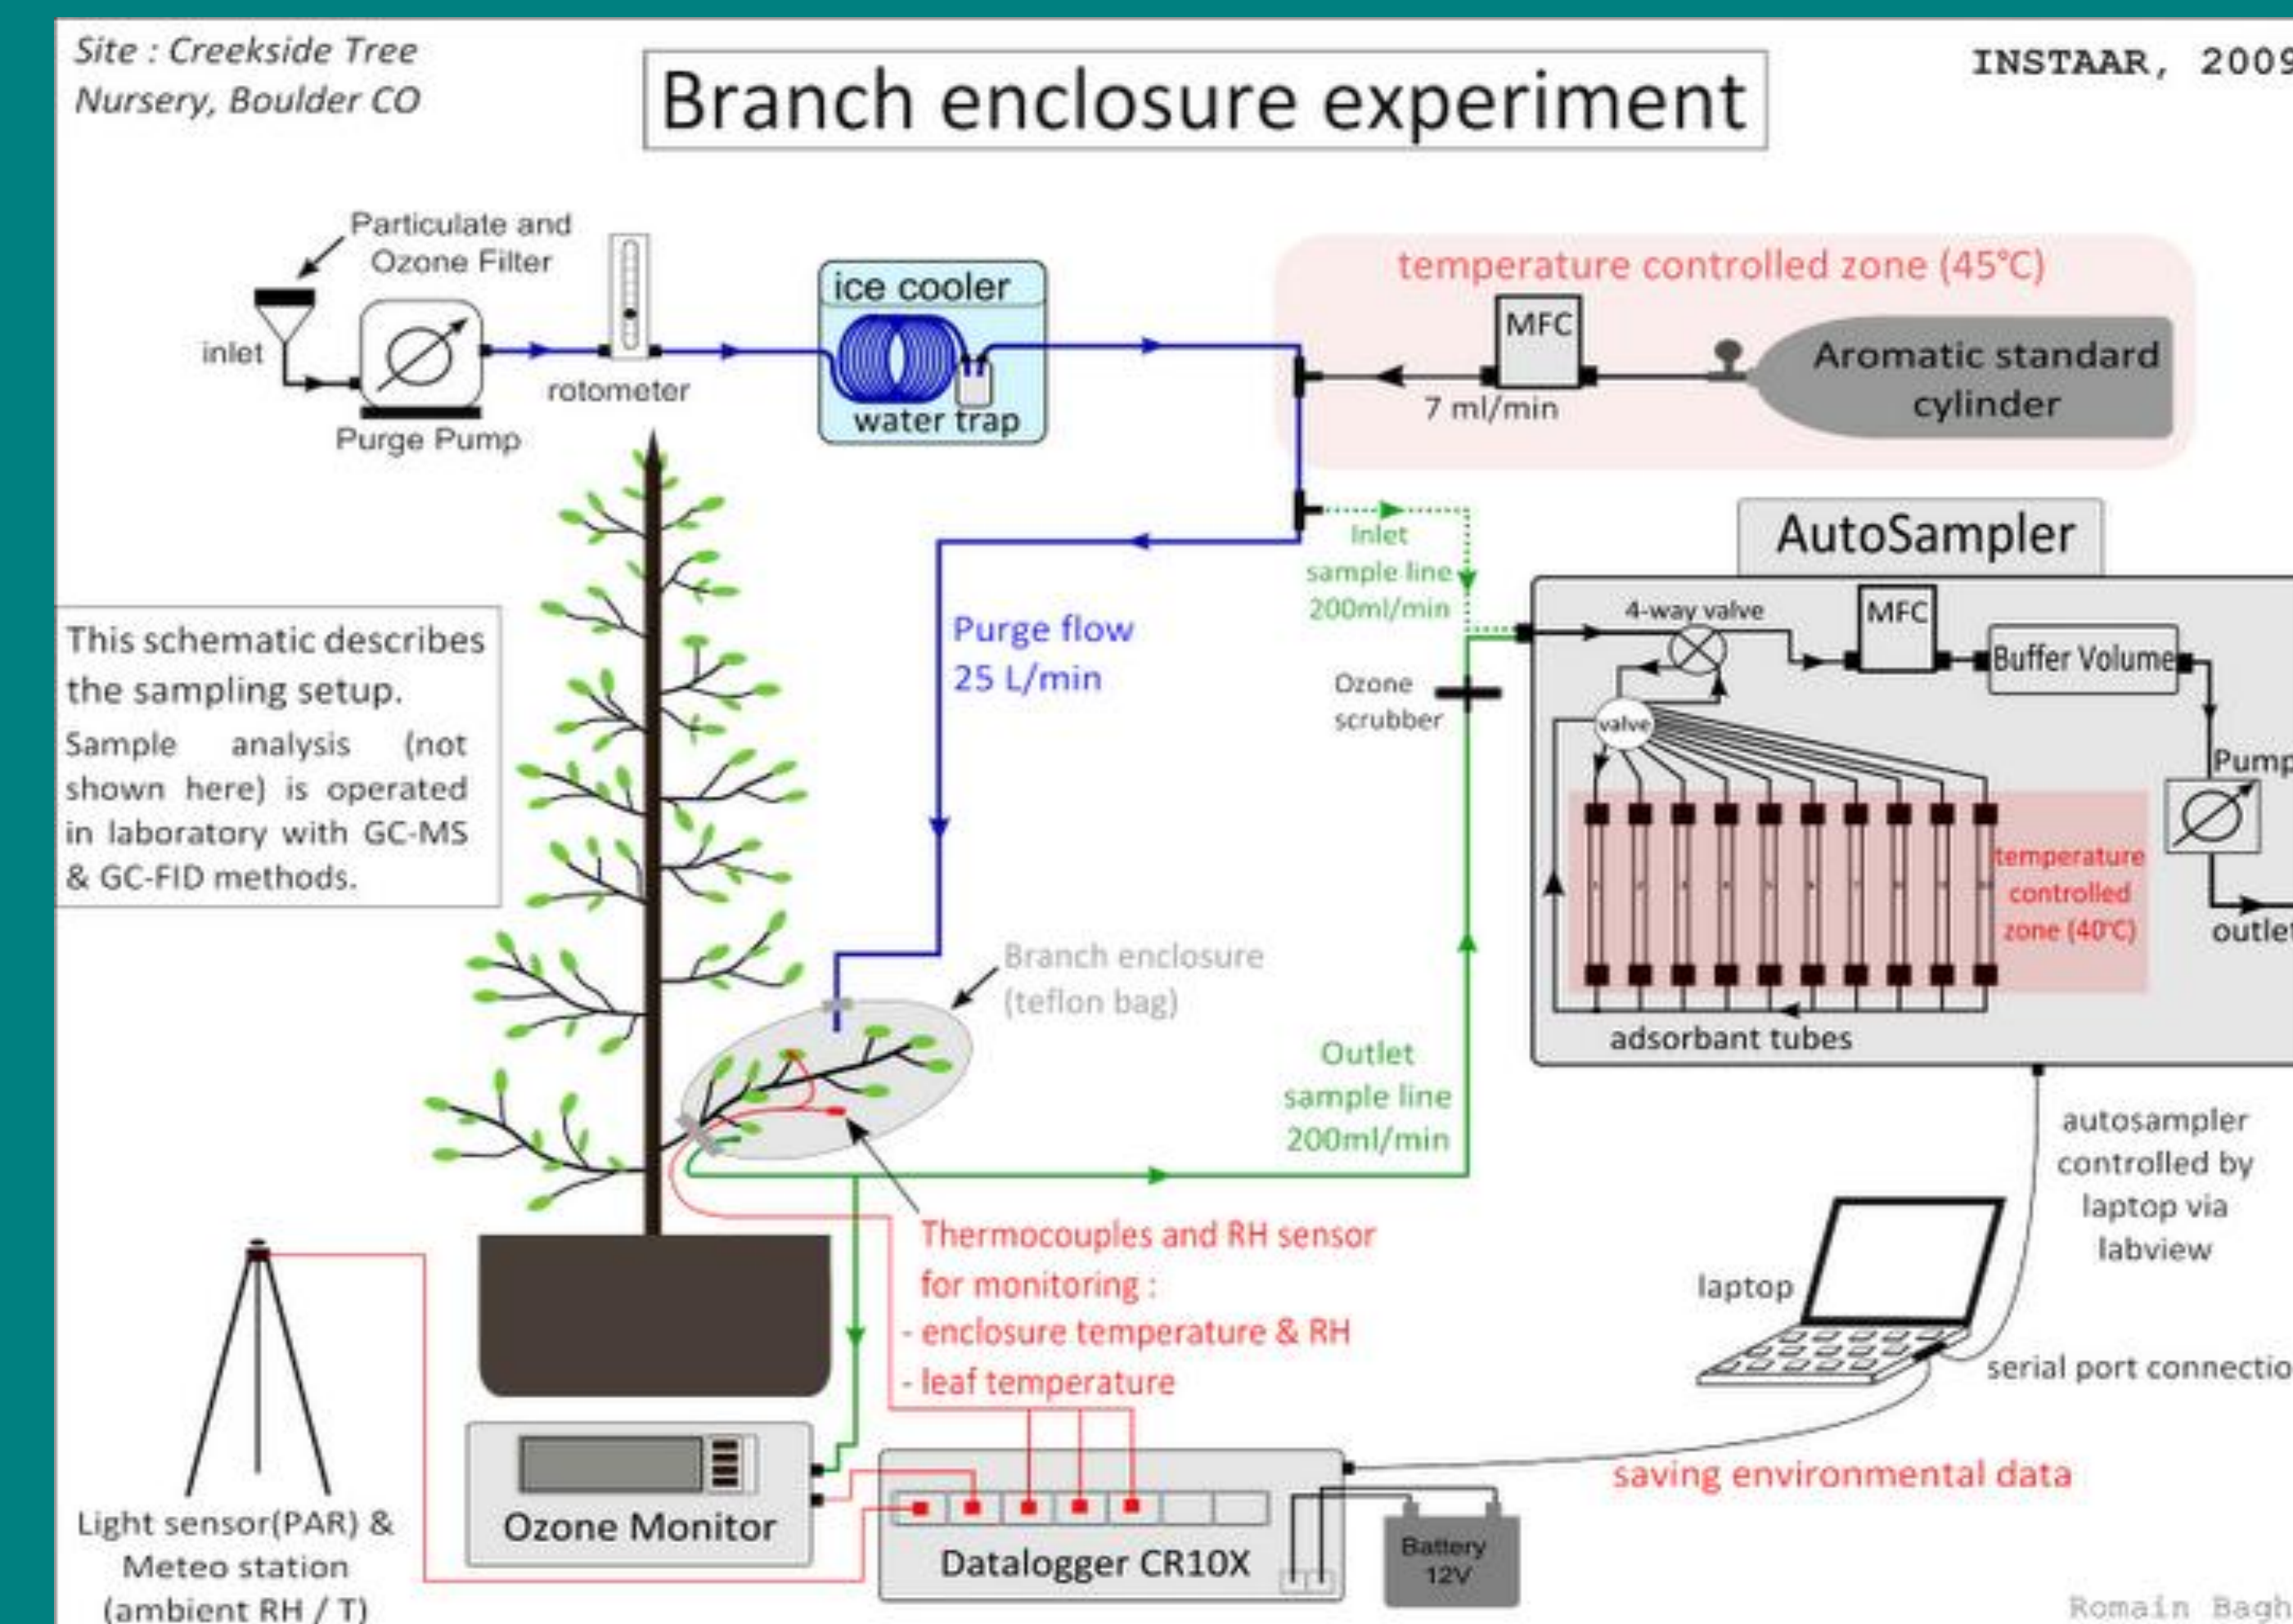 Site : Creekside Tree
Nursery, Boulder CO
Branch enclosure experiment
INSTAAR, 2009
Particulate and
Ozone Filter
inlet
Purge Pump
rotometer
ice cooler
water trap
temperature controlled zone (45°C)
MFC
7 ml/min
Aromatic standard
cylinder
Inlet
sample line
200ml/min
AutoSampler
4-way valve
MFC
Buffer Volume
valve
Pump
outlet
temperature
controlled
zone (40°C)
adsorbant tubes
This schematic describes
the sampling setup.
Sample analysis (not
shown here) is operated
in laboratory with GC-MS
& GC-FID methods.
Purge flow
25 L/min
Ozone
scrubber
Branch enclosure
(teflon bag)
Outlet
sample line
200ml/min
autosampler
controlled by
laptop via
labview
laptop
serial port connectio
Thermocouples and RH sensor
for monitoring :
- enclosure temperature & RH
- leaf temperature
saving environmental data
Light sensor(PAR) &
Meteo station
(ambient RH / T)
Ozone Monitor
Datalogger CR10X
Battery
12V
Romain Bagh